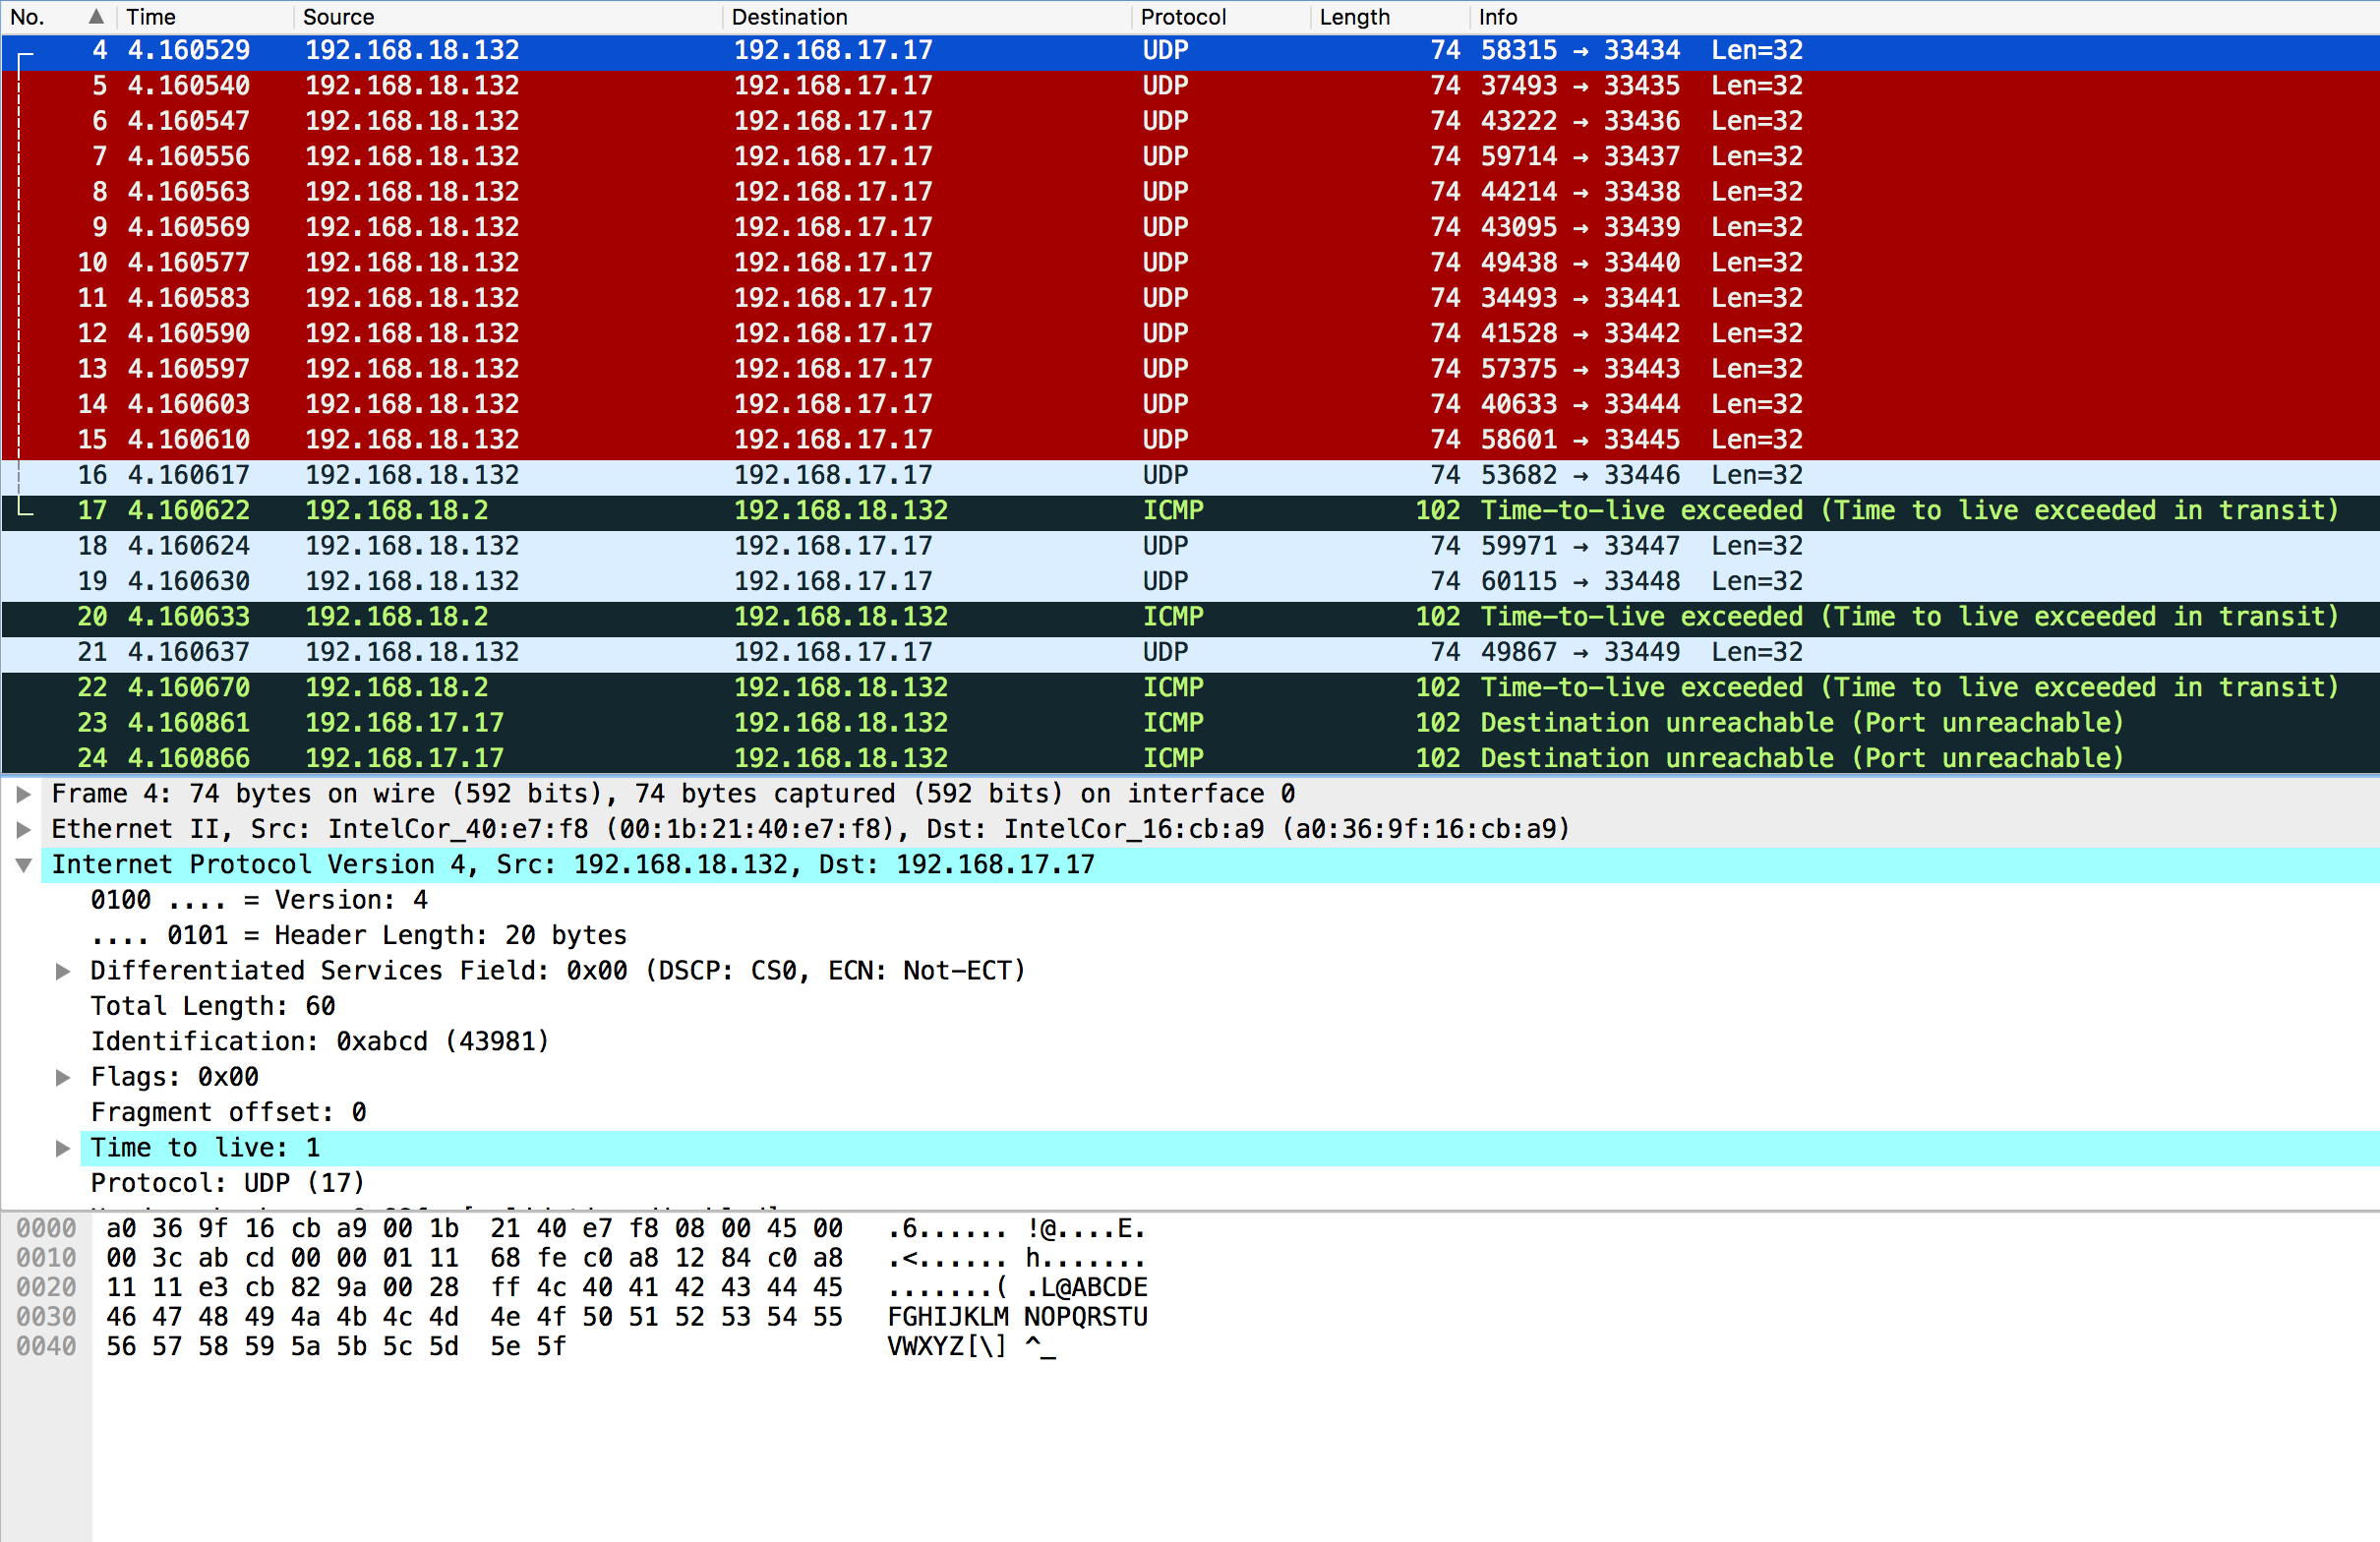 No. ▲ Time Source Destination Protocol Length Info
4 4.160529 192.168.18.132 192.168.17.17 UDP 74 58315 → 33434 Len=32
5 4.160540 192.168.18.132 192.168.17.17 UDP 74 37493 → 33435 Len=32
6 4.160547 192.168.18.132 192.168.17.17 UDP 74 43222 → 33436 Len=32
7 4.160556 192.168.18.132 192.168.17.17 UDP 74 59714 → 33437 Len=32
8 4.160563 192.168.18.132 192.168.17.17 UDP 74 44214 → 33438 Len=32
9 4.160569 192.168.18.132 192.168.17.17 UDP 74 43095 → 33439 Len=32
10 4.160577 192.168.18.132 192.168.17.17 UDP 74 49438 → 33440 Len=32
11 4.160583 192.168.18.132 192.168.17.17 UDP 74 34493 → 33441 Len=32
12 4.160590 192.168.18.132 192.168.17.17 UDP 74 41528 → 33442 Len=32
13 4.160597 192.168.18.132 192.168.17.17 UDP 74 57375 → 33443 Len=32
14 4.160603 192.168.18.132 192.168.17.17 UDP 74 40633 → 33444 Len=32
15 4.160610 192.168.18.132 192.168.17.17 UDP 74 58601 → 33445 Len=32
16 4.160617 192.168.18.132 192.168.17.17 UDP 74 53682 → 33446 Len=32
17 4.160622 192.168.18.2 192.168.18.132 ICMP 102 Time-to-live exceeded (Time to live exceeded in transit)
18 4.160624 192.168.18.132 192.168.17.17 UDP 74 59971 → 33447 Len=32
19 4.160630 192.168.18.132 192.168.17.17 UDP 74 60115 → 33448 Len=32
20 4.160633 192.168.18.2 192.168.18.132 ICMP 102 Time-to-live exceeded (Time to live exceeded in transit)
21 4.160637 192.168.18.132 192.168.17.17 UDP 74 49867 → 33449 Len=32
22 4.160670 192.168.18.2 192.168.18.132 ICMP 102 Time-to-live exceeded (Time to live exceeded in transit)
23 4.160861 192.168.17.17 192.168.18.132 ICMP 102 Destination unreachable (Port unreachable)
24 4.160866 192.168.17.17 192.168.18.132 ICMP 102 Destination unreachable (Port unreachable)
Frame 4: 74 bytes on wire (592 bits), 74 bytes captured (592 bits) on interface 0
Ethernet II, Src: IntelCor_40:e7:f8 (00:1b:21:40:e7:f8), Dst: IntelCor_16:cb:a9 (a0:36:9f:16:cb:a9)
Internet Protocol Version 4, Src: 192.168.18.132, Dst: 192.168.17.17
0100 .... = Version: 4
.... 0101 = Header Length: 20 bytes
Differentiated Services Field: 0x00 (DSCP: CS0, ECN: Not-ECT)
Total Length: 60
Identification: 0xabcd (43981)
Flags: 0x00
Fragment offset: 0
Time to live: 1
Protocol: UDP (17)
0000 a0 36 9f 16 cb a9 00 1b 21 40 e7 f8 08 00 45 00 .6...... !@....E.
0010 00 3c ab cd 00 00 01 11 68 fe c0 a8 12 84 c0 a8 .<...... h.......
0020 11 11 e3 cb 82 9a 00 28 ff 4c 40 41 42 43 44 45 .......( .L@ABCDE
0030 46 47 48 49 4a 4b 4c 4d 4e 4f 50 51 52 53 54 55 FGHIJKLM NOPQRSTU
0040 56 57 58 59 5a 5b 5c 5d 5e 5f VWXYZ[\] ^_